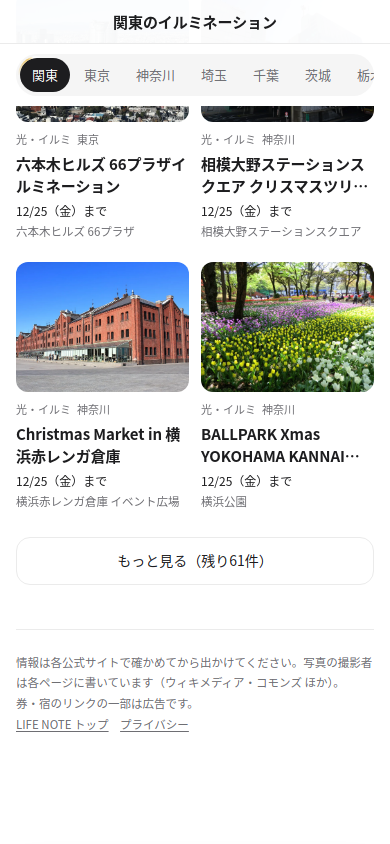 関東のイルミネーション
関東 東京 神奈川 埼玉 千葉 茨城 栃
光・イルミ 東京
六本木ヒルズ 66プラザイ
ルミネーション
12/25（金）まで
六本木ヒルズ 66プラザ
光・イルミ 神奈川
相模大野ステーションス
クエア クリスマスツリ…
12/25（金）まで
相模大野ステーションスクエア
光・イルミ 神奈川
Christmas Market in 横
浜赤レンガ倉庫
12/25（金）まで
横浜赤レンガ倉庫 イベント広場
光・イルミ 神奈川
BALLPARK Xmas
YOKOHAMA KANNAI…
12/25（金）まで
横浜公園
もっと見る（残り61件）
情報は各公式サイトで確かめてから出かけてください。写真の撮影者
は各ページに書いています（ウィキメディア・コモンズ ほか）。
券・宿のリンクの一部は広告です。
LIFE NOTE トップ プライバシー